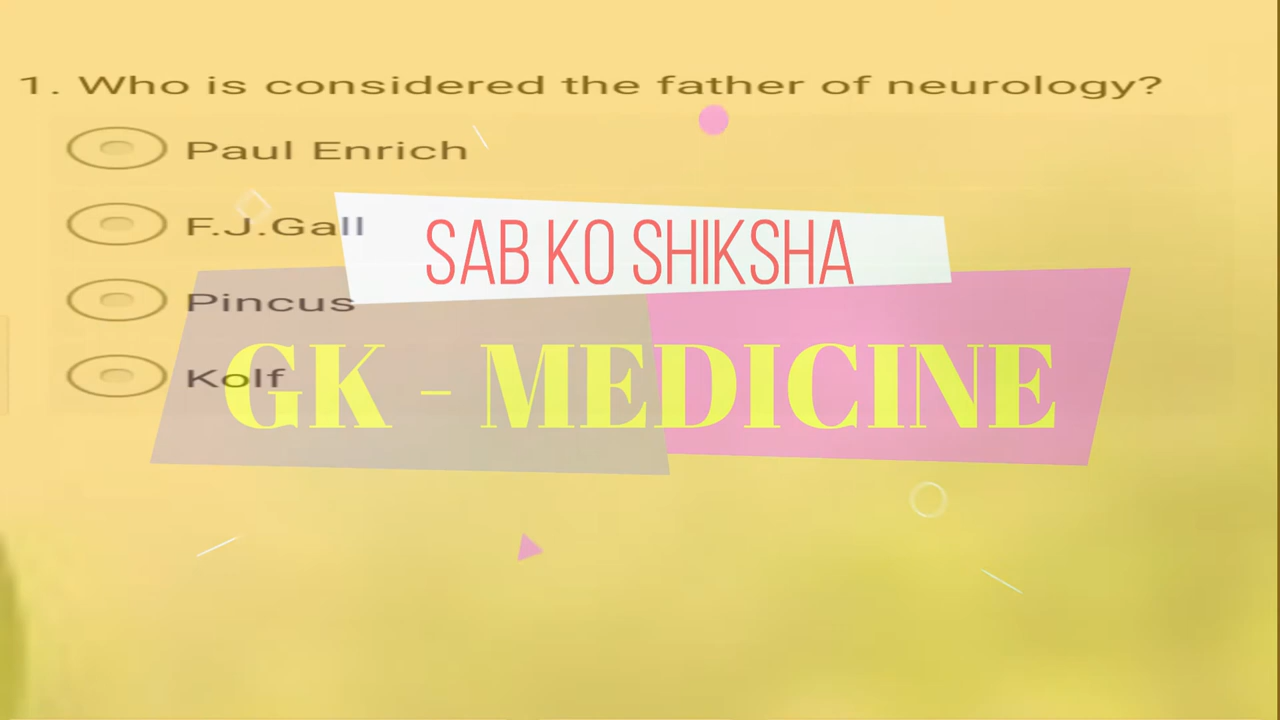 1. Who is considered the father of neurology?
Paul Enrich
F.J.Gall
SAB KO SHIKSHA
Pincus
Kolf
GK - MEDICINE